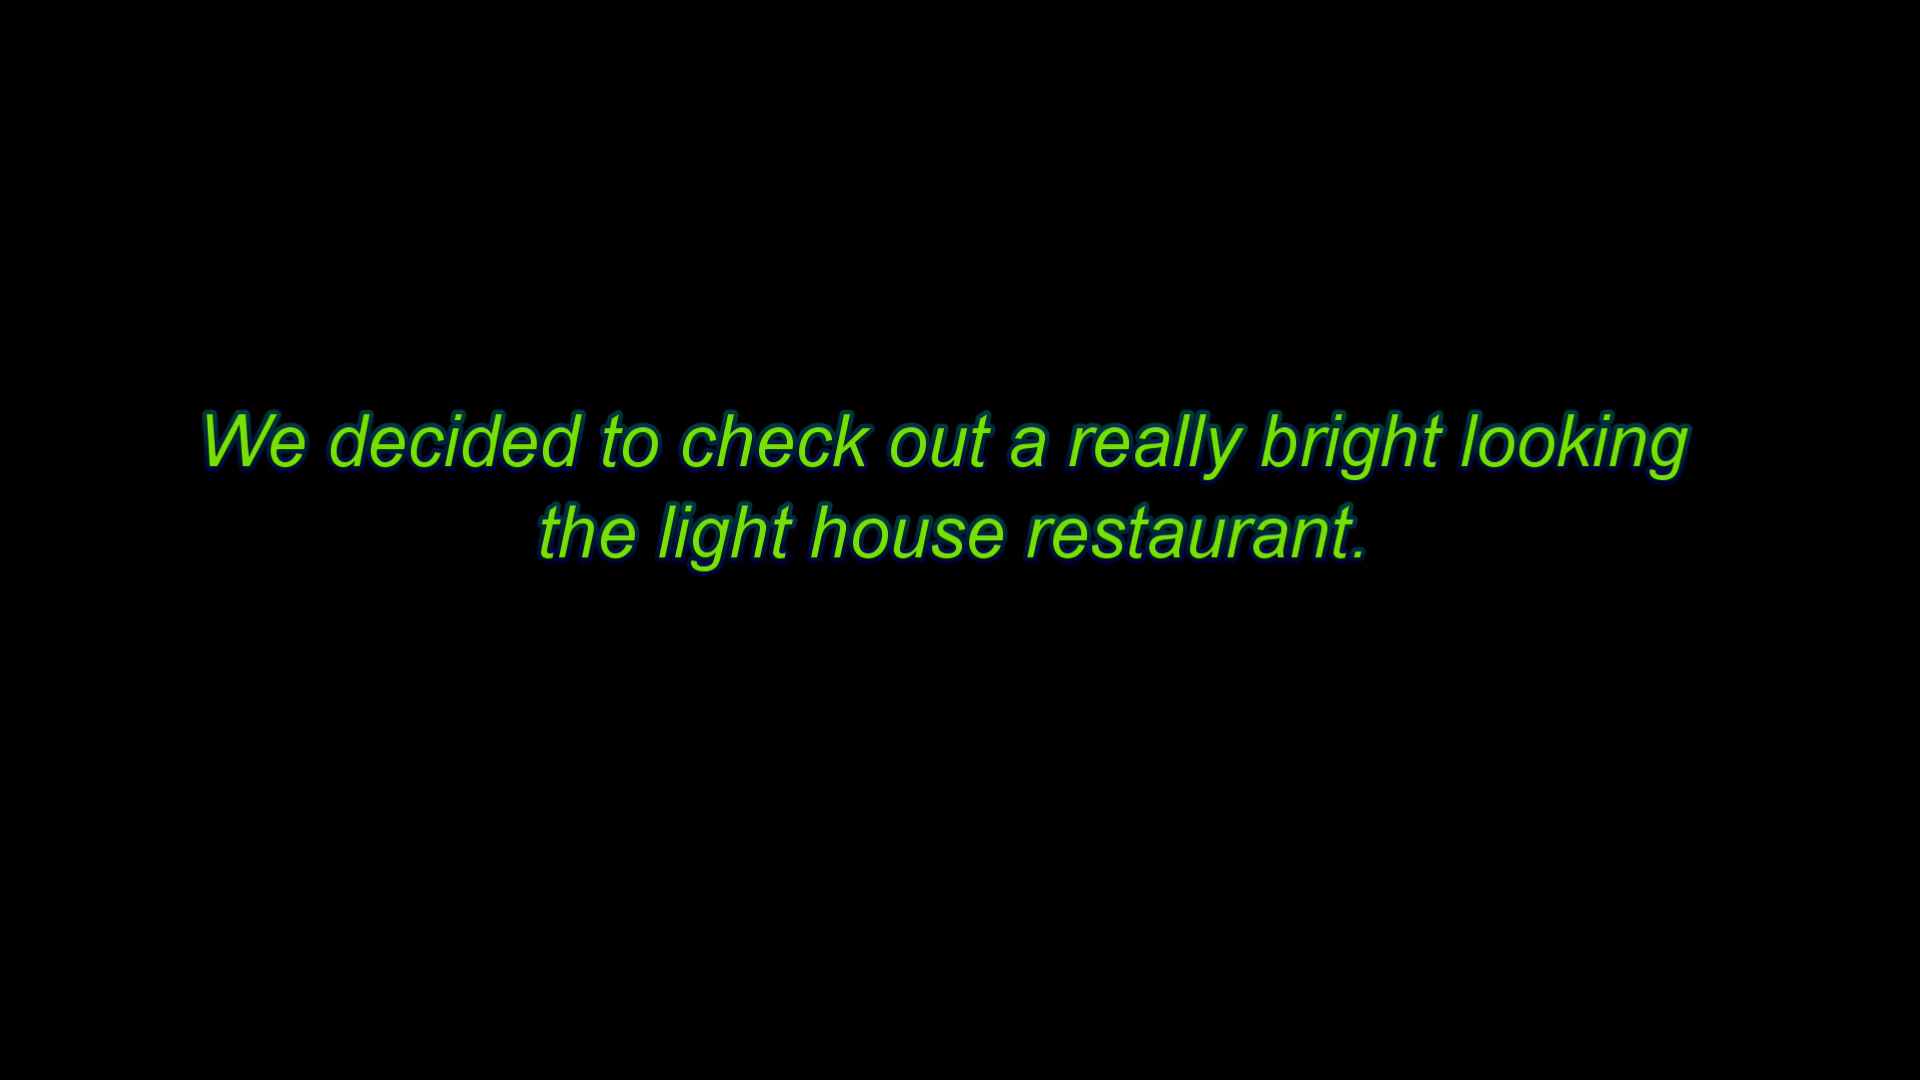 We decided to check out a really bright looking
the light house restaurant.